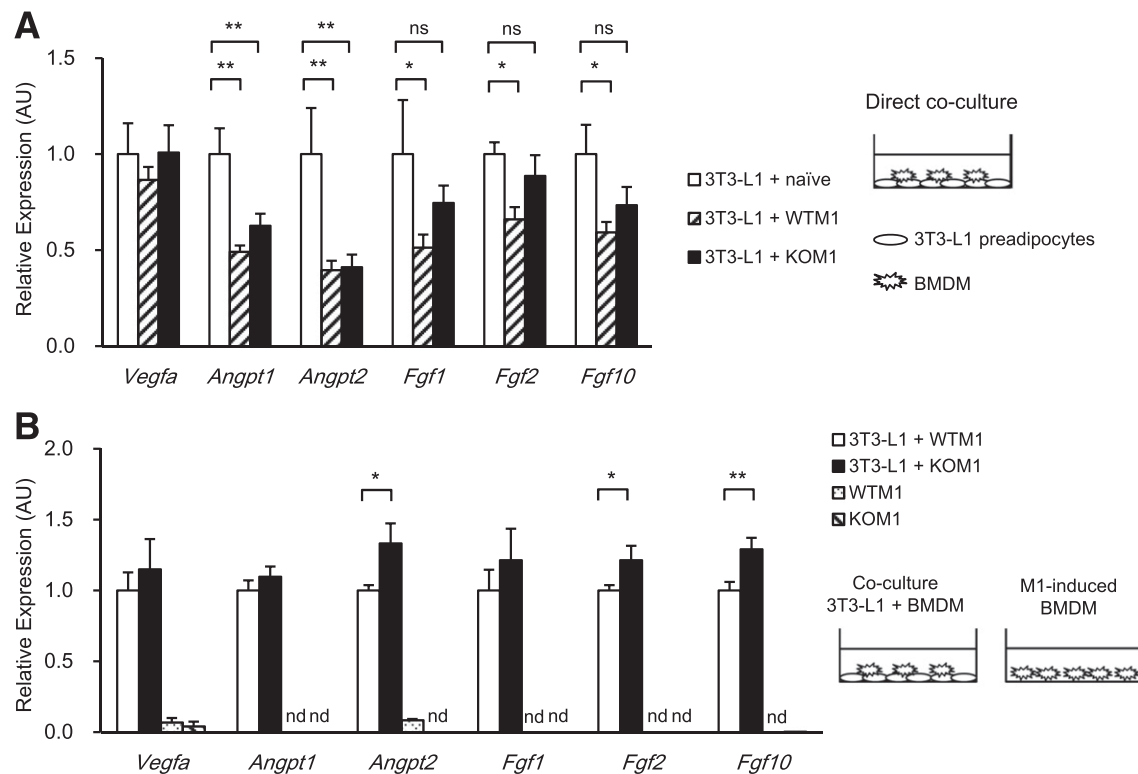 A
** ** ns ns ns
** ** * * *
Relative Expression (AU)
1.5
1.0
0.5
0.0
Vegfa Angpt1 Angpt2 Fgf1 Fgf2 Fgf10
3T3-L1 + naïve
3T3-L1 + WTM1
3T3-L1 + KOM1
Direct co-culture
3T3-L1 preadipocytes
BMDM
B
* * **
Relative Expression (AU)
2.0
1.5
1.0
0.5
0.0
nd nd nd nd nd nd nd nd
Vegfa Angpt1 Angpt2 Fgf1 Fgf2 Fgf10
3T3-L1 + WTM1
3T3-L1 + KOM1
WTM1
KOM1
Co-culture
3T3-L1 + BMDM
M1-induced
BMDM